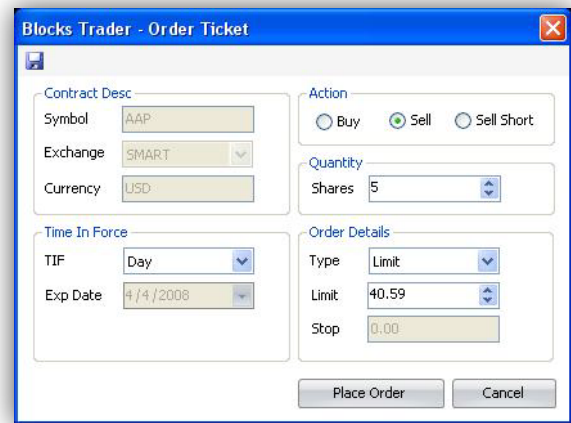 Blocks Trader - Order Ticket
Contract Desc
Symbol AAP
Exchange SMART
Currency USD
Action
Buy Sell Sell Short
Quantity
Shares 5
Time In Force
TIF Day
Exp Date 4/4/2008
Order Details
Type Limit
Limit 40.59
Stop 0.00
Place Order Cancel